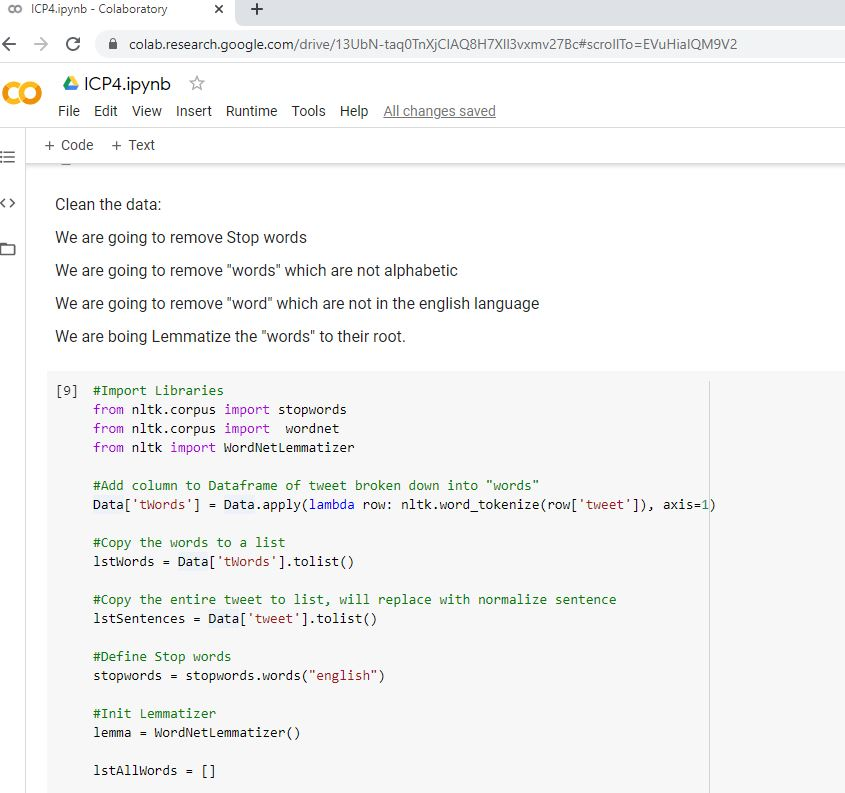 ICP4.ipynb - Colaboratory
colab.research.google.com/drive/13UbN-taq0TnXjCIAQ8H7XII3vxmv27Bc#scrollTo=EVuHiaIQM9V2
ICP4.ipynb
File Edit View Insert Runtime Tools Help All changes saved
+ Code + Text
Clean the data:
We are going to remove Stop words
We are going to remove "words" which are not alphabetic
We are going to remove "word" which are not in the english language
We are boing Lemmatize the "words" to their root.
[9] #Import Libraries
from nltk.corpus import stopwords
from nltk.corpus import  wordnet
from nltk import WordNetLemmatizer
#Add column to Dataframe of tweet broken down into "words"
Data['tWords'] = Data.apply(lambda row: nltk.word_tokenize(row['tweet']), axis=1)
#Copy the words to a list
lstWords = Data['tWords'].tolist()
#Copy the entire tweet to list, will replace with normalize sentence
lstSentences = Data['tweet'].tolist()
#Define Stop words
stopwords = stopwords.words("english")
#Init Lemmatizer
lemma = WordNetLemmatizer()
lstAllWords = []